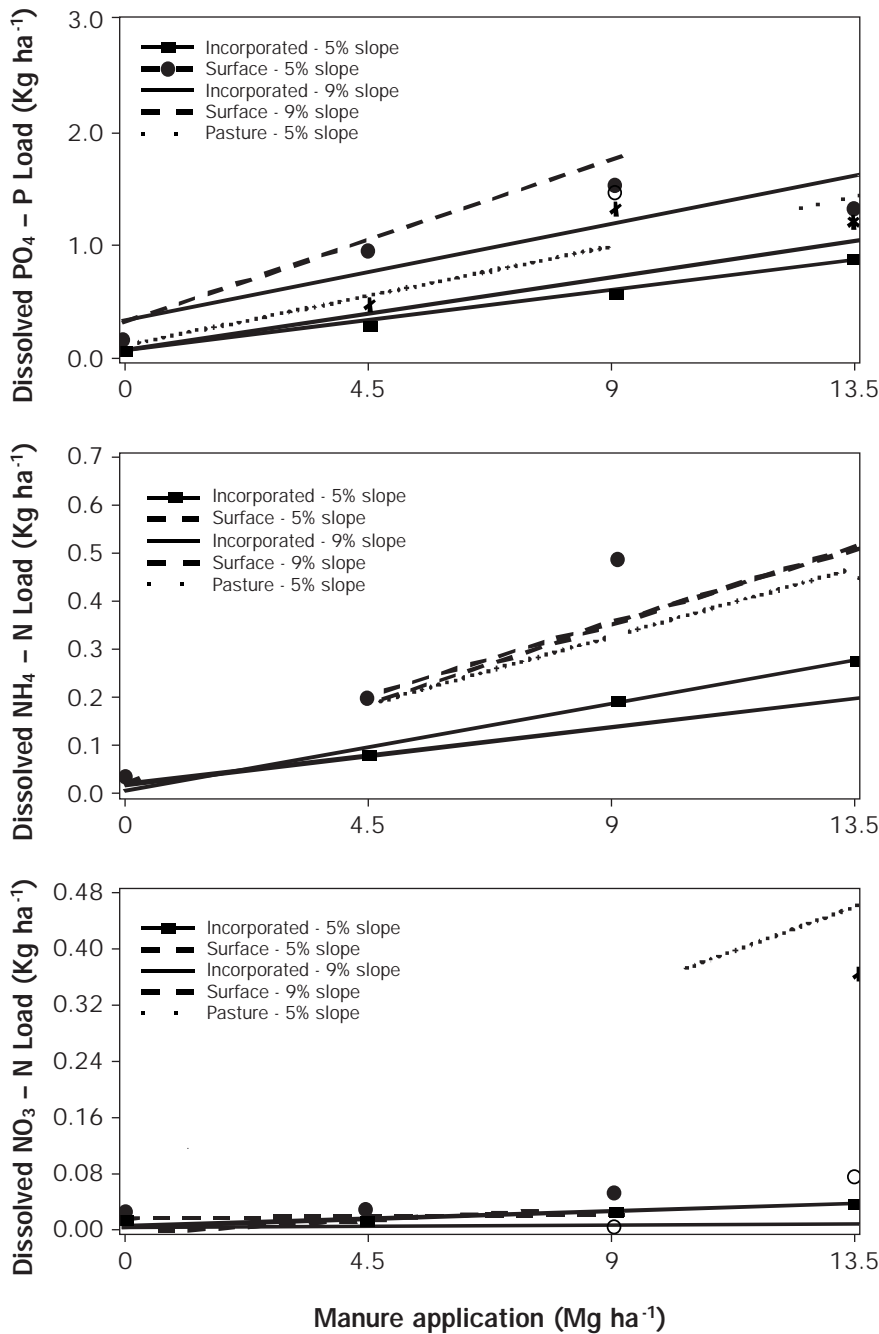 Dissolved PO₄ – P Load (Kg ha⁻¹)
3.0
2.0
1.0
0.0
Incorporated - 5% slope
Surface - 5% slope
Incorporated - 9% slope
Surface - 9% slope
Pasture - 5% slope
0 4.5 9 13.5
Dissolved NH₄ – N Load (Kg ha⁻¹)
0.7
0.6
0.5
0.4
0.3
0.2
0.1
0.0
Incorporated - 5% slope
Surface - 5% slope
Incorporated - 9% slope
Surface - 9% slope
Pasture - 5% slope
0 4.5 9 13.5
Dissolved NO₃ – N Load (Kg ha⁻¹)
0.48
0.40
0.32
0.24
0.16
0.08
0.00
Incorporated - 5% slope
Surface - 5% slope
Incorporated - 9% slope
Surface - 9% slope
Pasture - 5% slope
0 4.5 9 13.5
Manure application (Mg ha⁻¹)